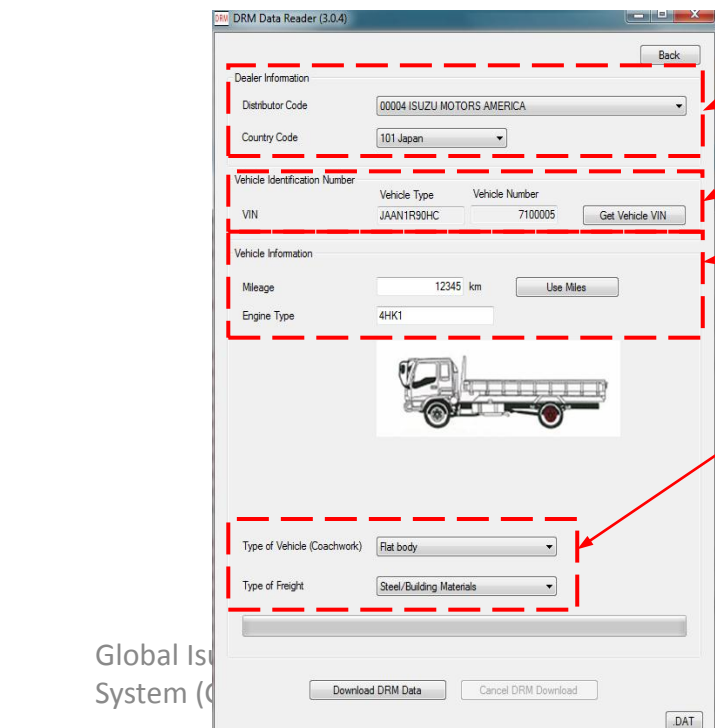 DRM DRM Data Reader (3.0.4)
Back
Dealer Information
Distributor Code 00004 ISUZU MOTORS AMERICA
Country Code 101 Japan
Vehicle Identification Number
Vehicle Type Vehicle Number
VIN JAAN1R90HC 7100005 Get Vehicle VIN
Vehicle Information
Mileage 12345 km Use Miles
Engine Type 4HK1
Type of Vehicle (Coachwork) Flat body
Type of Freight Steel/Building Materials
Global
System
Download DRM Data Cancel DRM Download
.DAT